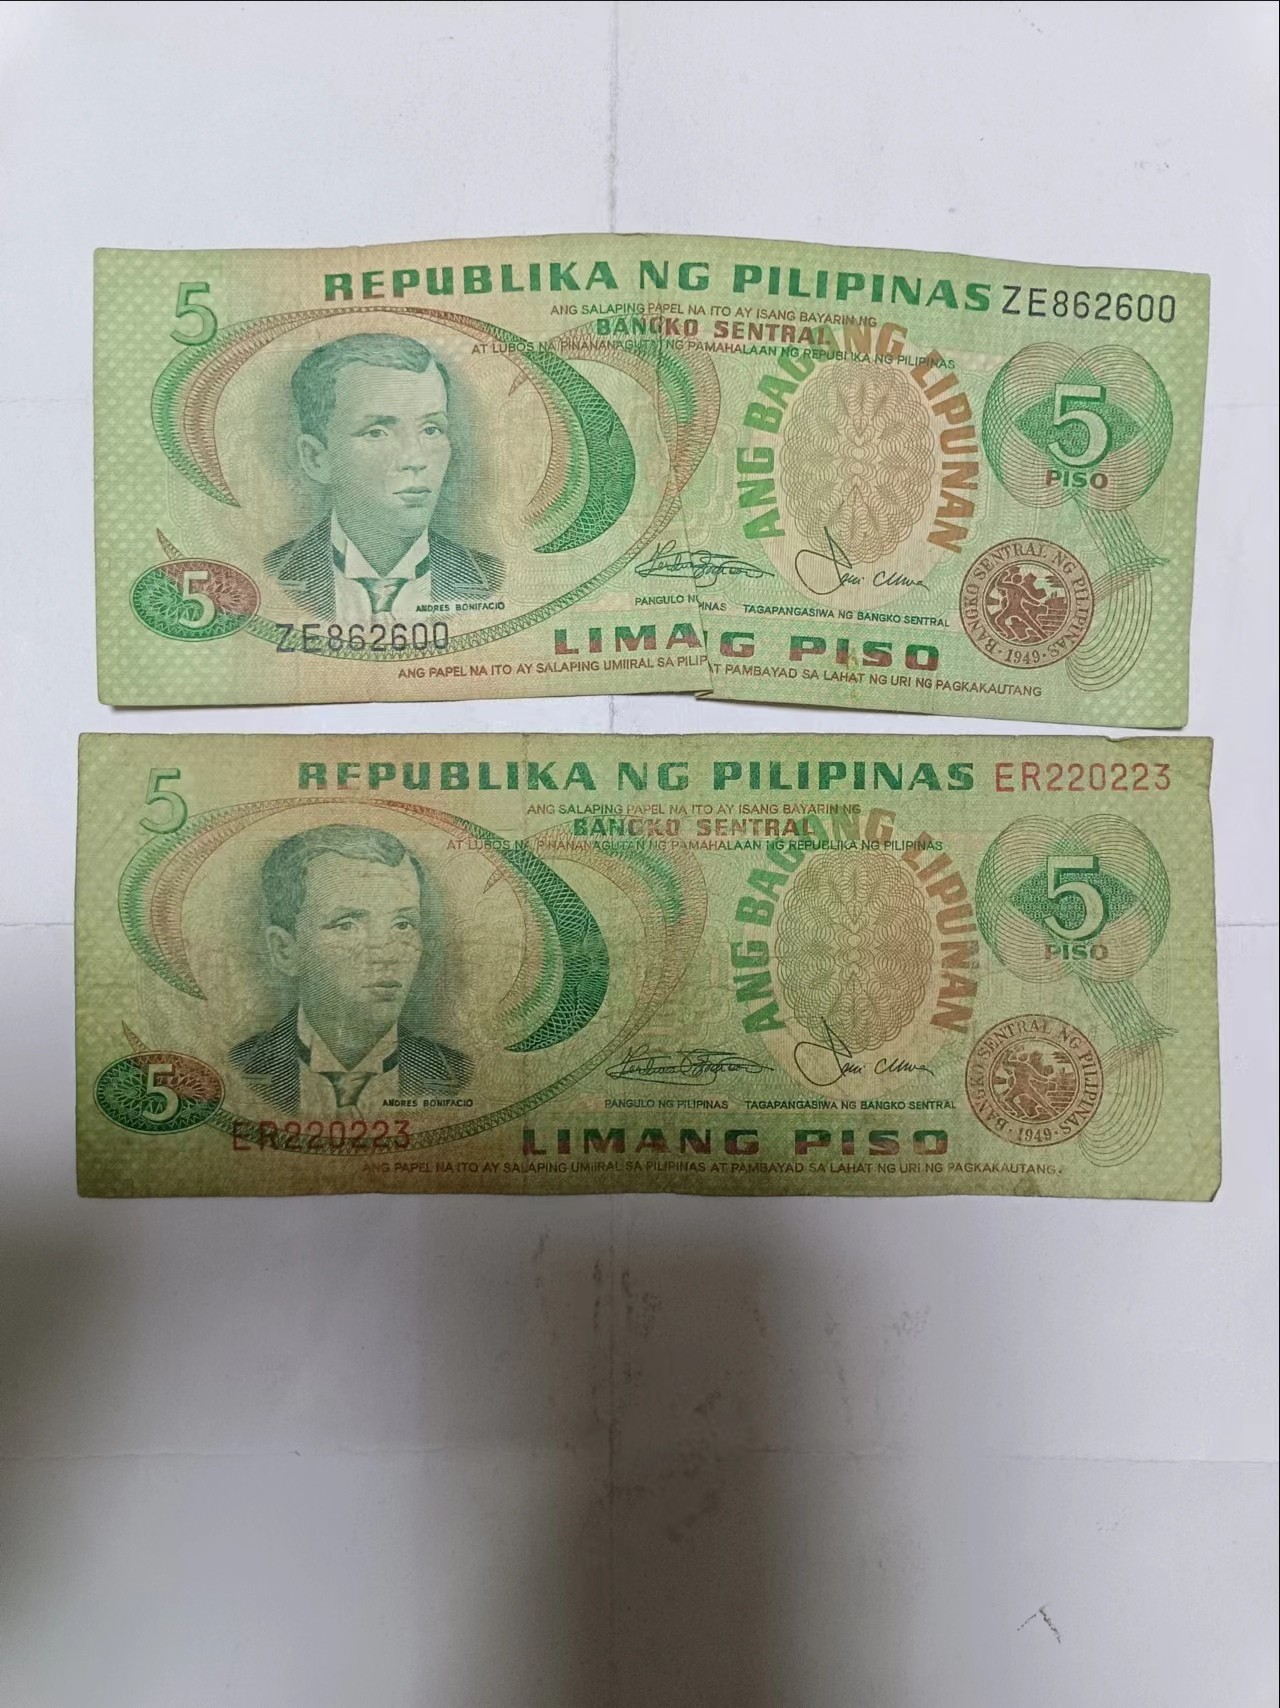 5
REPUBLIKA NG PILIPINAS ZE862600
ANG SALAPING PAPEL NA ITO AY ISANG BAYARIN NG
BANGKO SENTRAL
AT LUBOS NA PINANANAGUTAN NG PAMAHALAAN NG REPUBLIKA NG PILIPINAS
ANG BAGONG LIPUNAN
5
PISO
5
ANDRES BONIFACIO
ZE862600
PANGULO N INAS TAGAPANGASIWA NG BANGKO SENTRAL
BANGKO SENTRAL NG PILIPINAS
·1949·
LIMANG PISO
ANG PAPEL NA ITO AY SALAPING UMIIRAL SA PILIP AT PAMBAYAD SA LAHAT NG URI NG PAGKAKAUTANG
5
REPUBLIKA NG PILIPINAS ER220223
ANG SALAPING PAPEL NA ITO AY ISANG BAYARIN NG
BANGKO SENTRAL
AT LUBOS NA PINANANAGUTAN NG PAMAHALAAN NG REPUBLIKA NG PILIPINAS
ANG BAGONG LIPUNAN
5
PISO
5
ANDRES BONIFACIO
ER220223
PANGULO NG PILIPINAS TAGAPANGASIWA NG BANGKO SENTRAL
BANGKO SENTRAL NG PILIPINAS
·1949·
LIMANG PISO
ANG PAPEL NA ITO AY SALAPING UMIIRAL SA PILIPINAS AT PAMBAYAD SA LAHAT NG URI NG PAGKAKAUTANG.